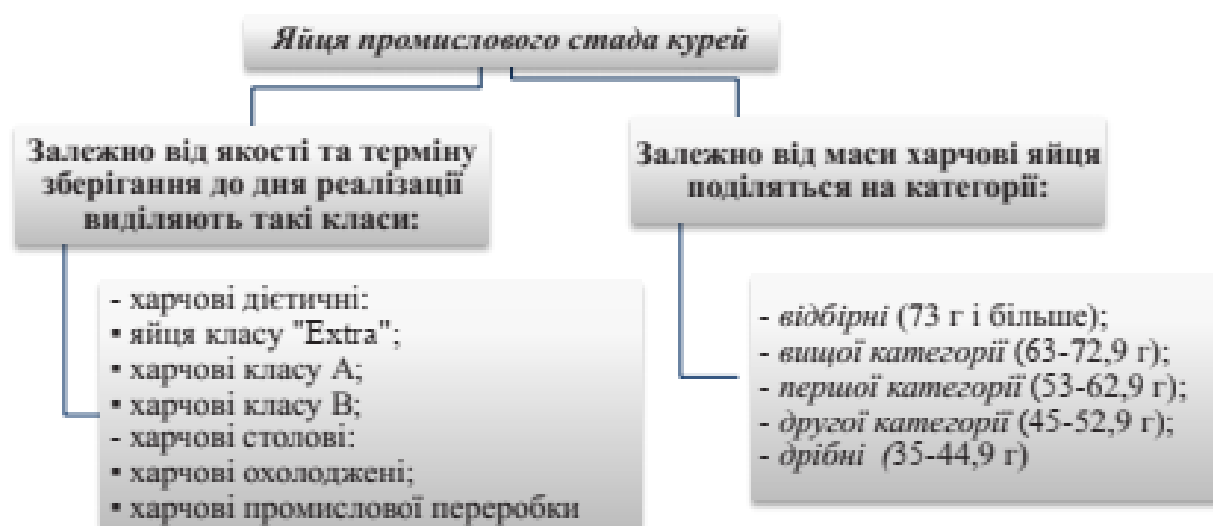 Яйця промислового стада курей
Залежно від якості та терміну
зберігання до дня реалізації
виділяють такі класи:
- харчові дієтичні:
▪ яйця класу "Extra";
▪ харчові класу А;
▪ харчові класу В;
- харчові столові:
▪ харчові охолоджені;
▪ харчові промислової переробки
Залежно від маси харчові яйця
поділяться на категорії:
- відбірні (73 г і більше);
- вищої категорії (63-72,9 г);
- першої категорії (53-62,9 г);
- другої категорії (45-52,9 г);
- дрібні (35-44,9 г)